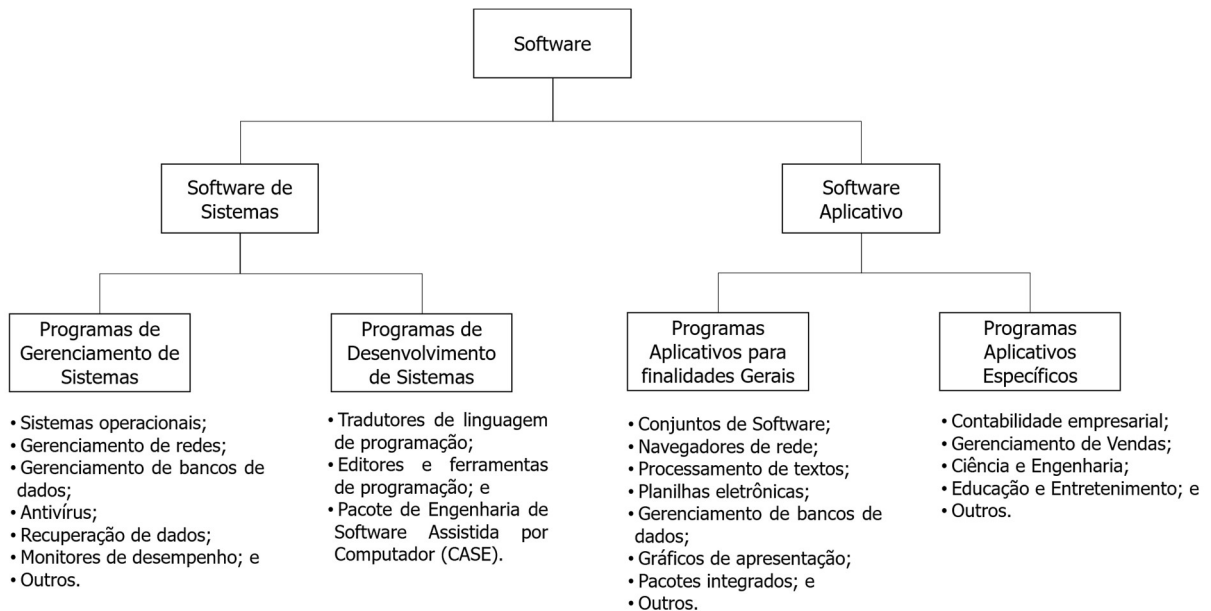 Software
Software de
Sistemas
Software
Aplicativo
Programas de
Gerenciamento de
Sistemas
Programas de
Desenvolvimento
de Sistemas
Programas
Aplicativos para
finalidades Gerais
Programas
Aplicativos
Específicos
• Sistemas operacionais;
• Gerenciamento de redes;
• Gerenciamento de bancos de
dados;
• Antivírus;
• Recuperação de dados;
• Monitores de desempenho; e
• Outros.
• Tradutores de linguagem
de programação;
• Editores e ferramentas
de programação; e
• Pacote de Engenharia de
Software Assistida por
Computador (CASE).
• Conjuntos de Software;
• Navegadores de rede;
• Processamento de textos;
• Planilhas eletrônicas;
• Gerenciamento de bancos de
dados;
• Gráficos de apresentação;
• Pacotes integrados; e
• Outros.
• Contabilidade empresarial;
• Gerenciamento de Vendas;
• Ciência e Engenharia;
• Educação e Entretenimento; e
• Outros.